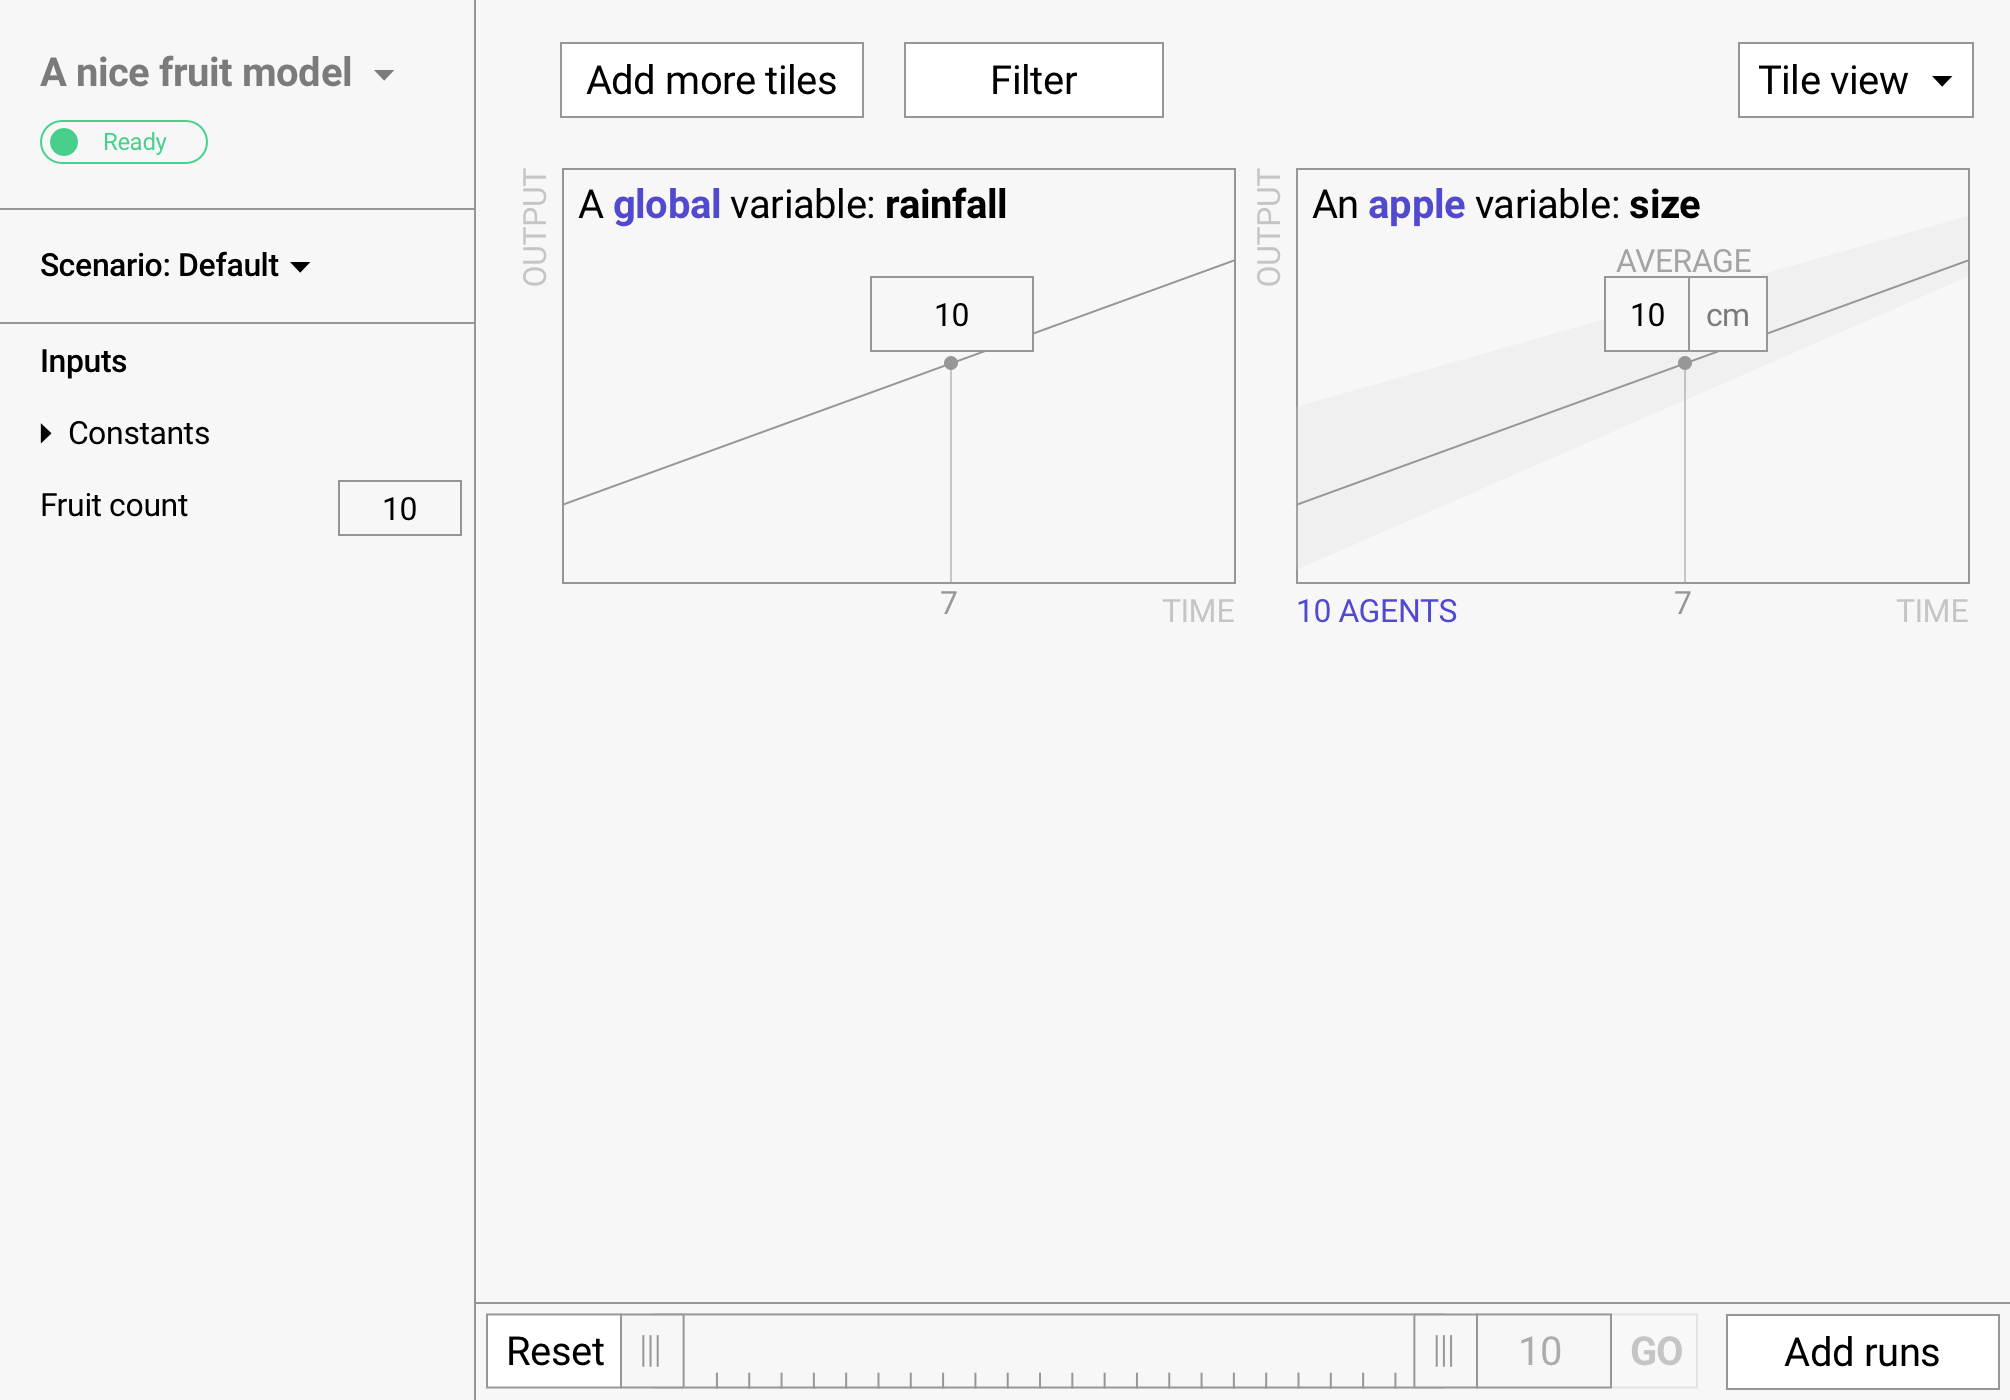 A nice fruit model
Ready
Scenario: Default
Inputs
Constants
Fruit count
10
Add more tiles
Filter
Tile view
OUTPUT
A global variable: rainfall
10
7
TIME
OUTPUT
An apple variable: size
AVERAGE
10 cm
10 AGENTS
7
TIME
Reset
10
GO
Add runs